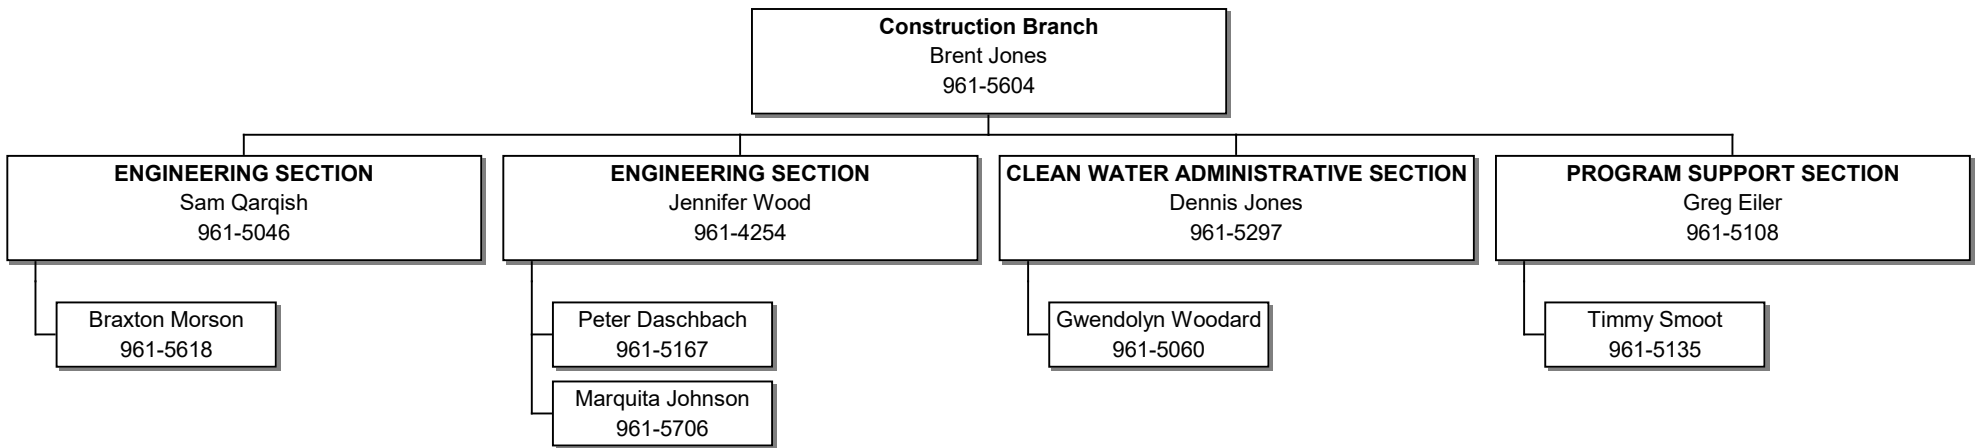 Construction Branch
Brent Jones
961-5604
ENGINEERING SECTION
Sam Qarqish
961-5046
ENGINEERING SECTION
Jennifer Wood
961-4254
CLEAN WATER ADMINISTRATIVE SECTION
Dennis Jones
961-5297
PROGRAM SUPPORT SECTION
Greg Eiler
961-5108
Braxton Morson
961-5618
Peter Daschbach
961-5167
Marquita Johnson
961-5706
Gwendolyn Woodard
961-5060
Timmy Smoot
961-5135